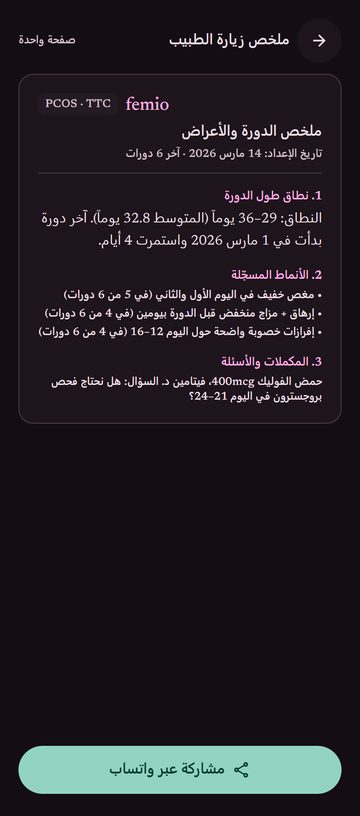 ملخص زيارة الطبيب
صفحة واحدة
femio
PCOS · TTC
ملخص الدورة والأعراض
تاريخ الإعداد: 14 مارس 2026 · آخر 6 دورات
1. نطاق طول الدورة
النطاق: 29–36 يوماً (المتوسط 32.8 يوماً). آخر دورة
بدأت في 1 مارس 2026 واستمرت 4 أيام.
2. الأنماط المسجّلة
• مغص خفيف في اليوم الأول والثاني (في 5 من 6 دورات)
• إرهاق + مزاج منخفض قبل الدورة بيومين (في 4 من 6 دورات)
• إفرازات خصوبة واضحة حول اليوم 12–16 (في 4 من 6 دورات)
3. المكملات والأسئلة
حمض الفوليك 400mcg، فيتامين د. السؤال: هل نحتاج فحص
بروجسترون في اليوم 21–24؟
مشاركة عبر واتساب